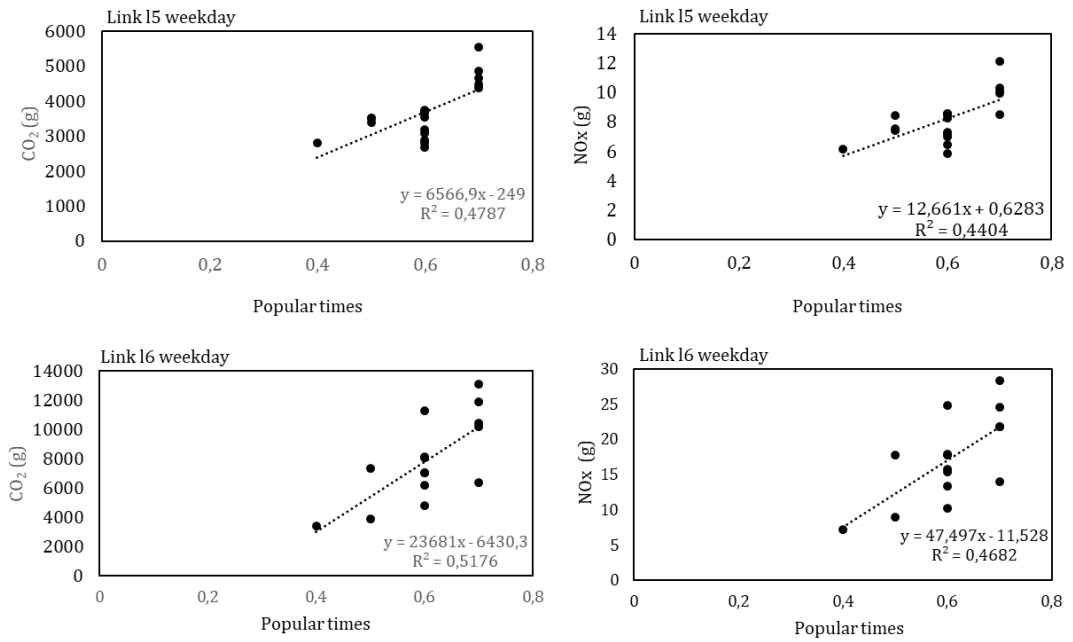 Link l5 weekday
6000
5000
4000
3000
2000
1000
0
CO₂ (g)
y = 6566,9x - 249
R² = 0,4787
0 0,2 0,4 0,6 0,8
Popular times
Link l5 weekday
14
12
10
8
6
4
2
0
NOx (g)
y = 12,661x + 0,6283
R² = 0,4404
0 0,2 0,4 0,6 0,8
Popular times
Link l6 weekday
14000
12000
10000
8000
6000
4000
2000
0
CO₂ (g)
y = 23681x - 6430,3
R² = 0,5176
0 0,2 0,4 0,6 0,8
Popular times
Link l6 weekday
30
25
20
15
10
5
0
NOx (g)
y = 47,497x - 11,528
R² = 0,4682
0 0,2 0,4 0,6 0,8
Popular times